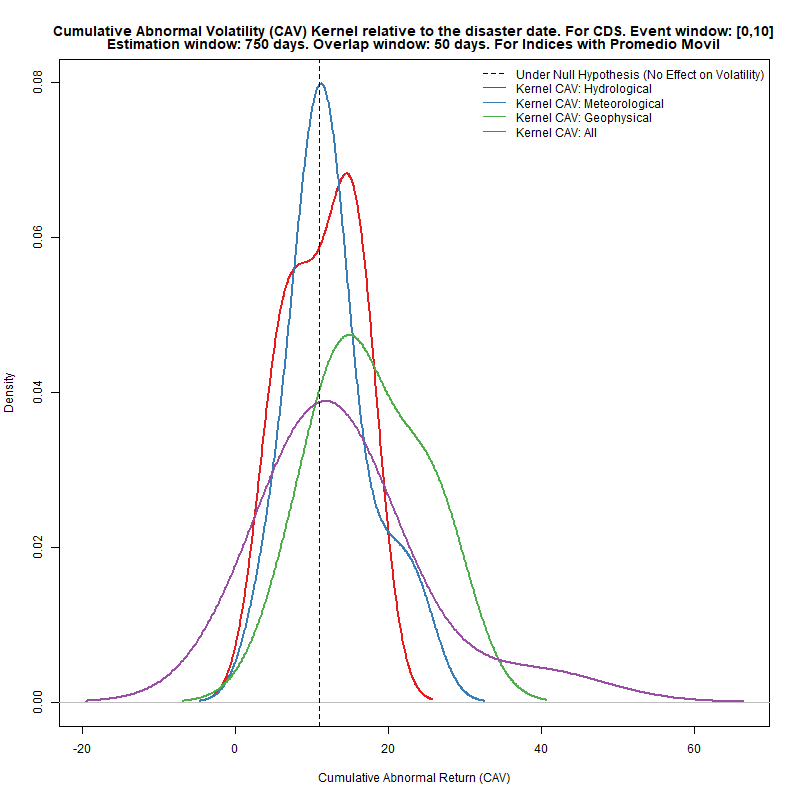 Cumulative Abnormal Volatility (CAV) Kernel relative to the disaster date. For CDS. Event window: [0,10]
Estimation window: 750 days. Overlap window: 50 days. For Indices with Promedio Movil
Under Null Hypothesis (No Effect on Volatility)
Kernel CAV: Hydrological
Kernel CAV: Meteorological
Kernel CAV: Geophysical
Kernel CAV: All
Density
0.08
0.06
0.04
0.02
0.00
-20 0 20 40 60
Cumulative Abnormal Return (CAV)